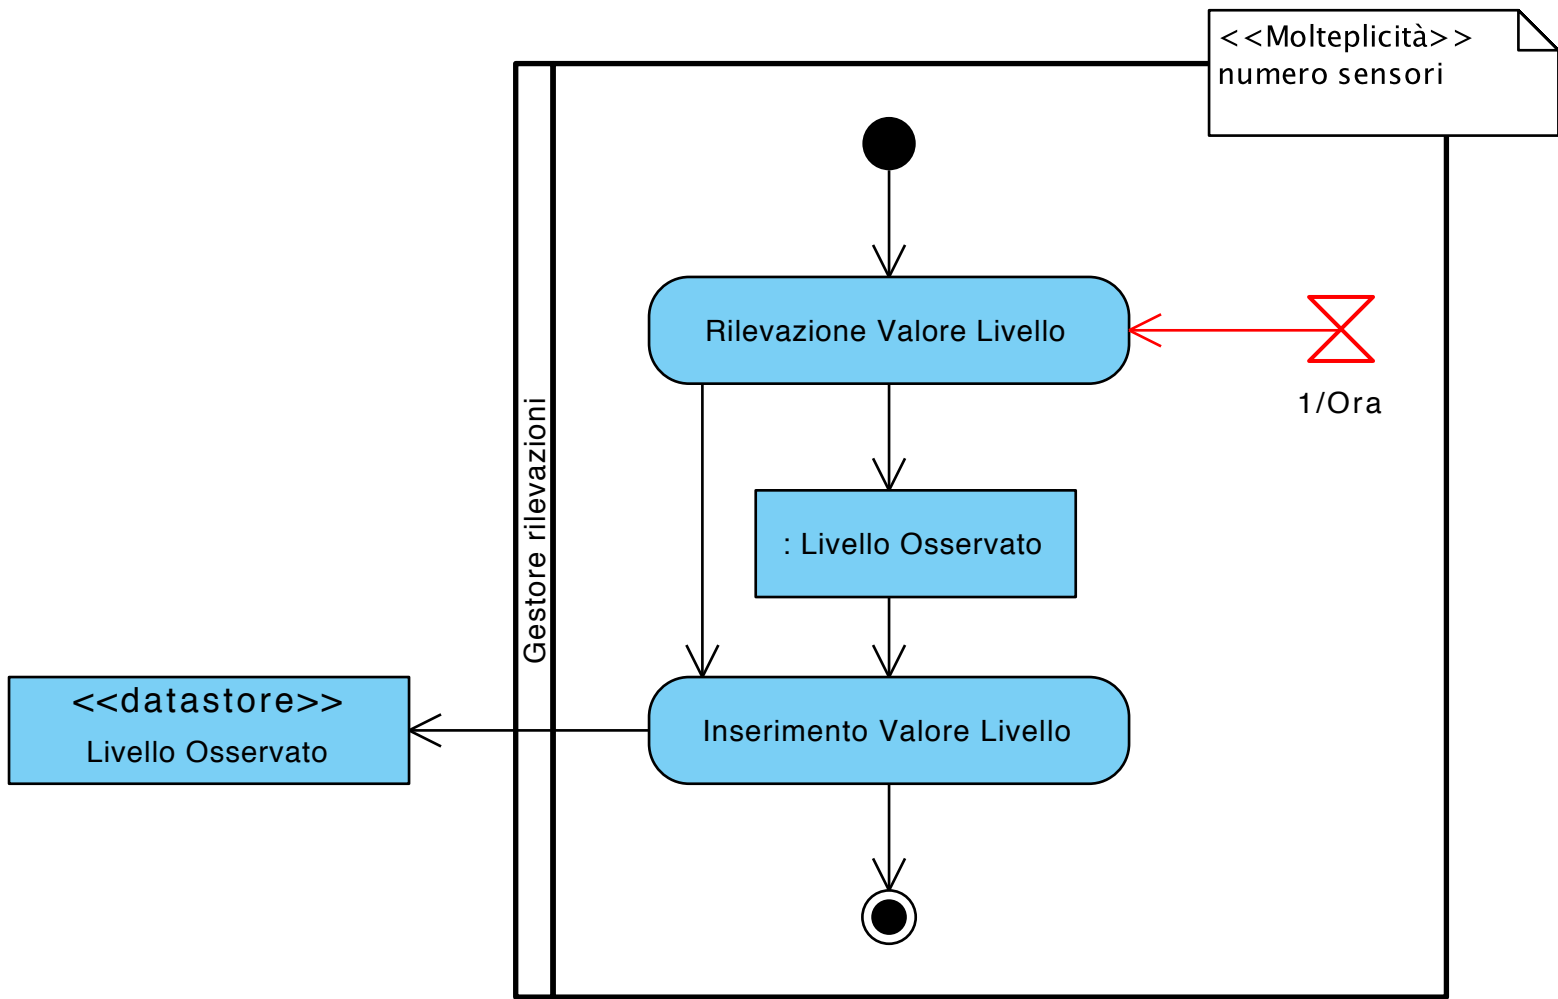 <<Molteplicità>>
numero sensori
Rilevazione Valore Livello
1/Ora
Gestore rilevazioni
: Livello Osservato
<<datastore>>
Livello Osservato
Inserimento Valore Livello